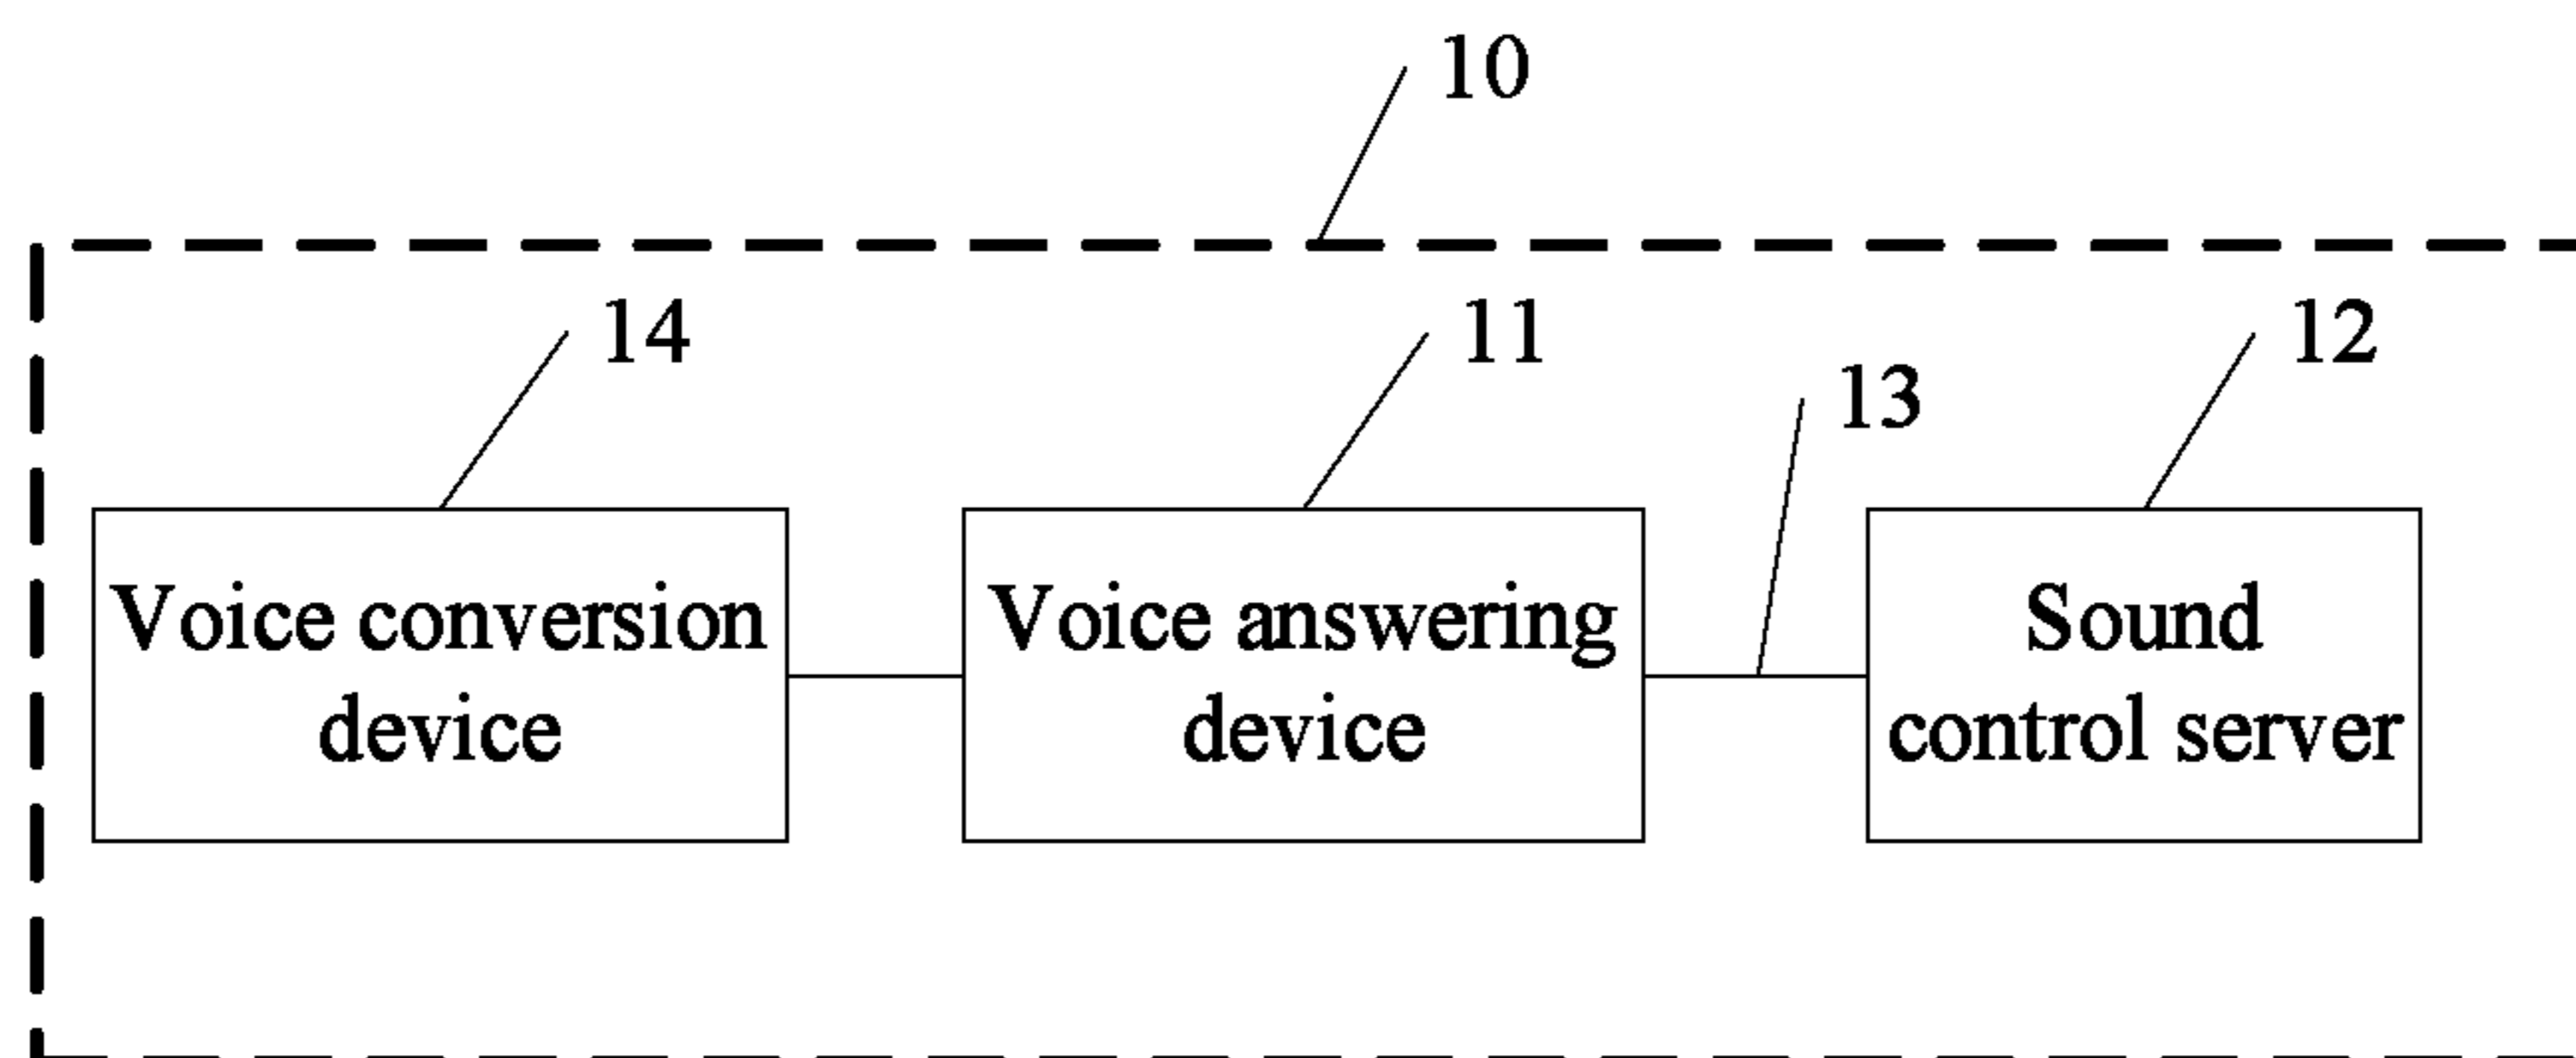 10
14
11
12
13
Voice conversion
device
Voice answering
device
Sound
control server